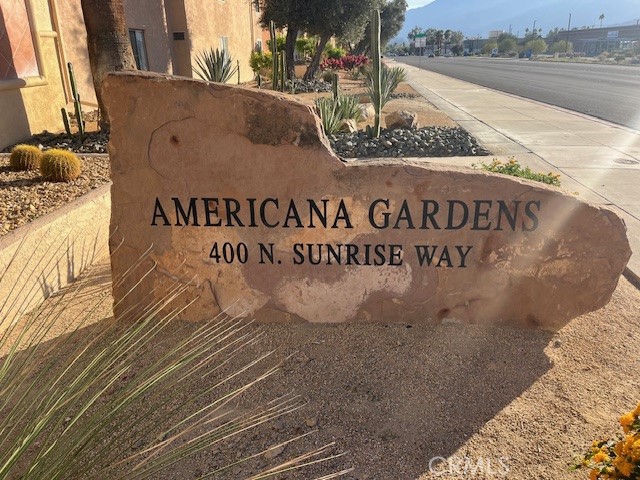 AMERICANA GARDENS
400 N. SUNRISE WAY
©CRMLS